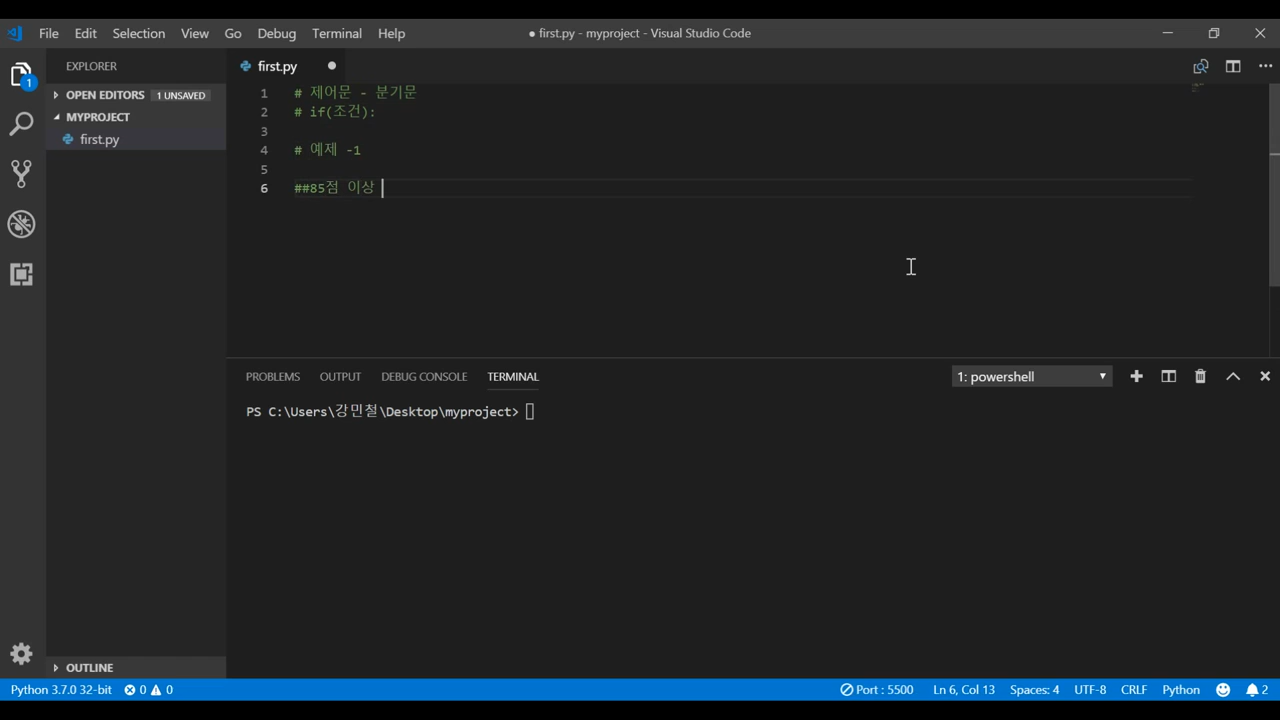 File Edit Selection View Go Debug Terminal Help
● first.py - myproject - Visual Studio Code
EXPLORER
OPEN EDITORS 1 UNSAVED
MYPROJECT
first.py
OUTLINE
1
first.py
1 # 제어문 - 분기문
2 # if(조건):
3
4 # 예제 -1
5
6 ##85점 이상
PROBLEMS OUTPUT DEBUG CONSOLE TERMINAL
1: powershell
PS C:\Users\강민철\Desktop\myproject>
Python 3.7.0 32-bit 0 0
Port : 5500 Ln 6, Col 13 Spaces: 4 UTF-8 CRLF Python 2